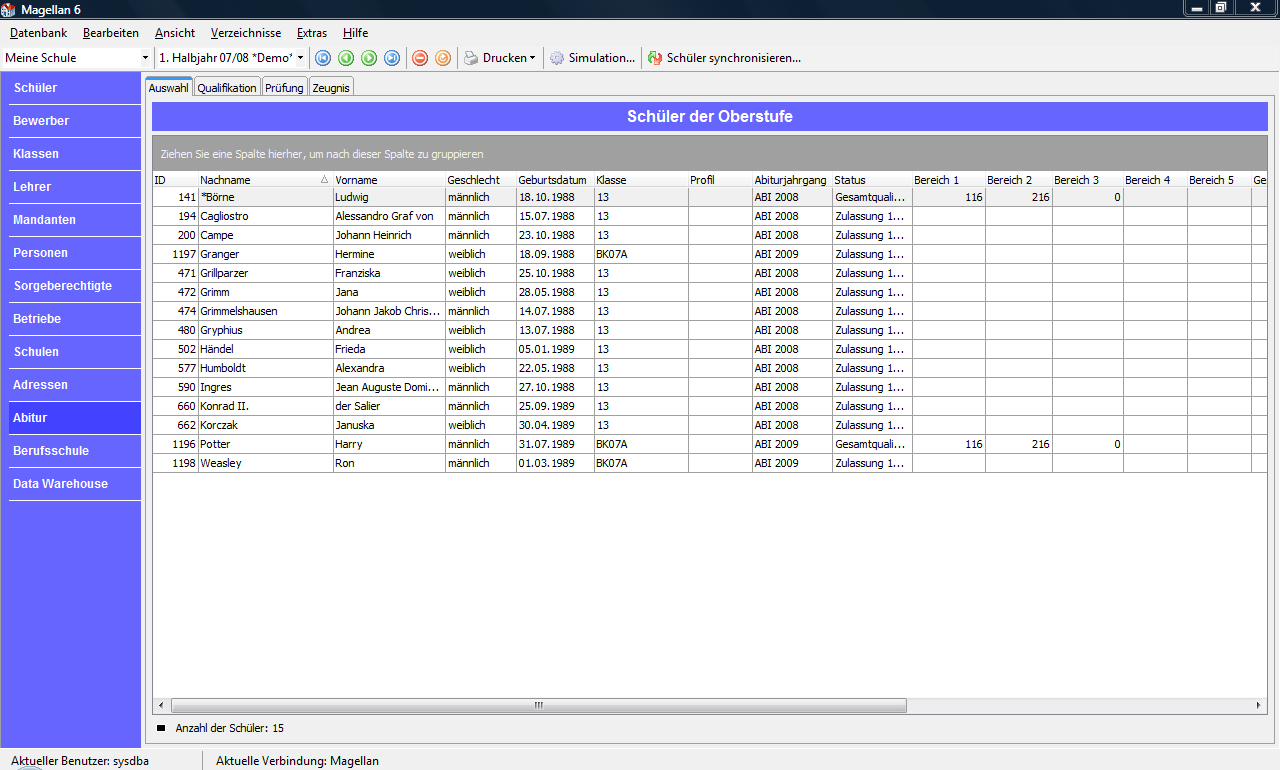 Magellan 6
Datenbank Bearbeiten Ansicht Verzeichnisse Extras Hilfe
Meine Schule 1. Halbjahr 07/08 *Demo* Drucken Simulation... Schüler synchronisieren...
Schüler
Bewerber
Klassen
Lehrer
Mandanten
Personen
Sorgeberechtigte
Betriebe
Schulen
Adressen
Abitur
Berufsschule
Data Warehouse
Auswahl Qualifikation Prüfung Zeugnis
Schüler der Oberstufe
Ziehen Sie eine Spalte hierher, um nach dieser Spalte zu gruppieren
ID Nachname Vorname Geschlecht Geburtsdatum Klasse Profil Abiturjahrgang Status Bereich 1 Bereich 2 Bereich 3 Bereich 4 Bereich 5 Ge
141 *Börne Ludwig männlich 18.10.1988 13 ABI 2008 Gesamtquali... 116 216 0
194 Cagliostro Alessandro Graf von männlich 15.07.1988 13 ABI 2008 Zulassung 1...
200 Campe Johann Heinrich männlich 23.10.1988 13 ABI 2008 Zulassung 1...
1197 Granger Hermine weiblich 18.09.1988 BK07A ABI 2009 Zulassung 1...
471 Grillparzer Franziska weiblich 25.10.1988 13 ABI 2008 Zulassung 1...
472 Grimm Jana weiblich 28.05.1988 13 ABI 2008 Zulassung 1...
474 Grimmelshausen Johann Jakob Chris... männlich 14.07.1988 13 ABI 2008 Zulassung 1...
480 Gryphius Andrea weiblich 13.07.1988 13 ABI 2008 Zulassung 1...
502 Händel Frieda weiblich 05.01.1989 13 ABI 2008 Zulassung 1...
577 Humboldt Alexandra weiblich 22.05.1988 13 ABI 2008 Zulassung 1...
590 Ingres Jean Auguste Domi... männlich 27.10.1988 13 ABI 2008 Zulassung 1...
660 Konrad II. der Salier männlich 25.09.1989 13 ABI 2008 Zulassung 1...
662 Korczak Januska weiblich 30.04.1989 13 ABI 2008 Zulassung 1...
1196 Potter Harry männlich 31.07.1989 BK07A ABI 2009 Gesamtquali... 116 216 0
1198 Weasley Ron männlich 01.03.1989 BK07A ABI 2009 Zulassung 1...
Anzahl der Schüler: 15
Aktueller Benutzer: sysdba Aktuelle Verbindung: Magellan